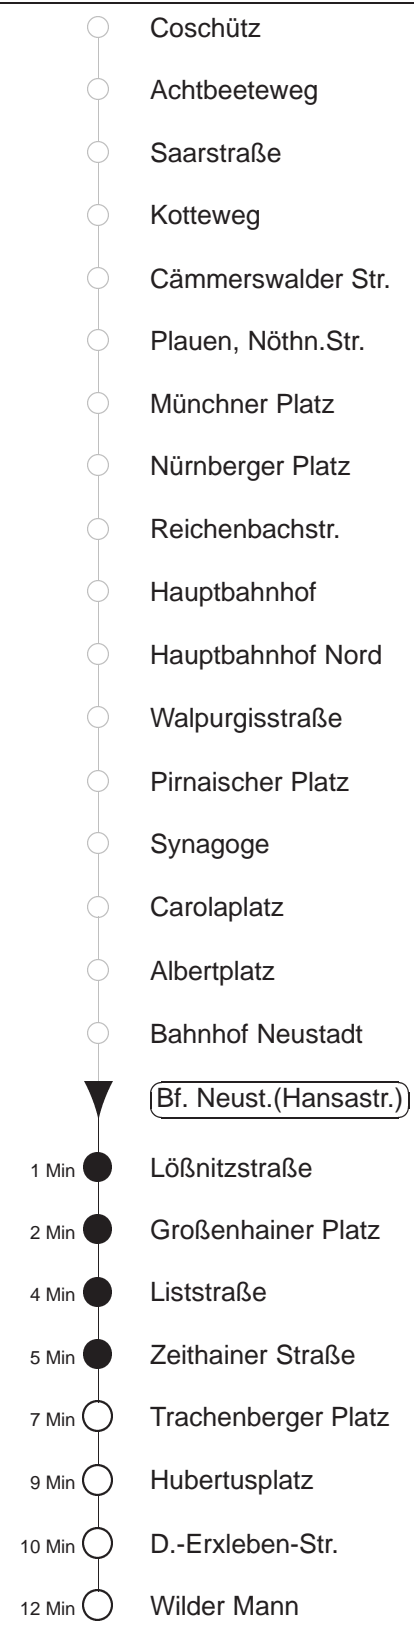 Coschütz
Achtbeeteweg
Saarstraße
Kotteweg
Cämmerswalder Str.
Plauen, Nöthn.Str.
Münchner Platz
Nürnberger Platz
Reichenbachstr.
Hauptbahnhof
Hauptbahnhof Nord
Walpurgisstraße
Pirnaischer Platz
Synagoge
Carolaplatz
Albertplatz
Bahnhof Neustadt
Bf. Neust.(Hansastr.)
1 Min Lößnitzstraße
2 Min Großenhainer Platz
4 Min Liststraße
5 Min Zeithainer Straße
7 Min Trachenberger Platz
9 Min Hubertusplatz
10 Min D.-Erxleben-Str.
12 Min Wilder Mann